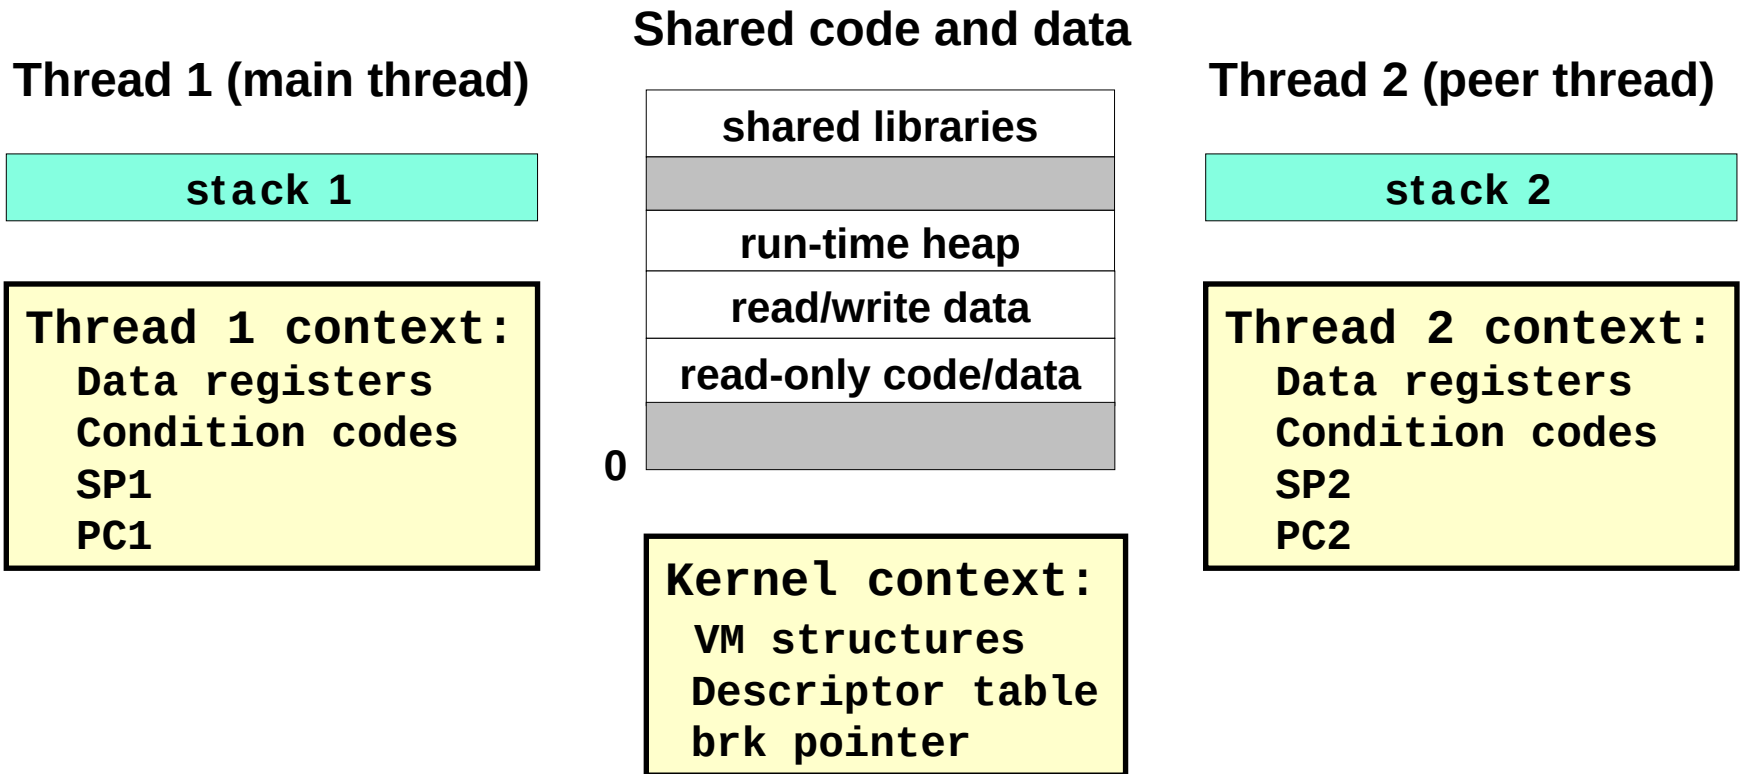 Shared code and data
Thread 1 (main thread)
stack 1
Thread 1 context:
Data registers
Condition codes
SP1
PC1
shared libraries
run-time heap
read/write data
read-only code/data
0
Kernel context:
VM structures
Descriptor table
brk pointer
Thread 2 (peer thread)
stack 2
Thread 2 context:
Data registers
Condition codes
SP2
PC2